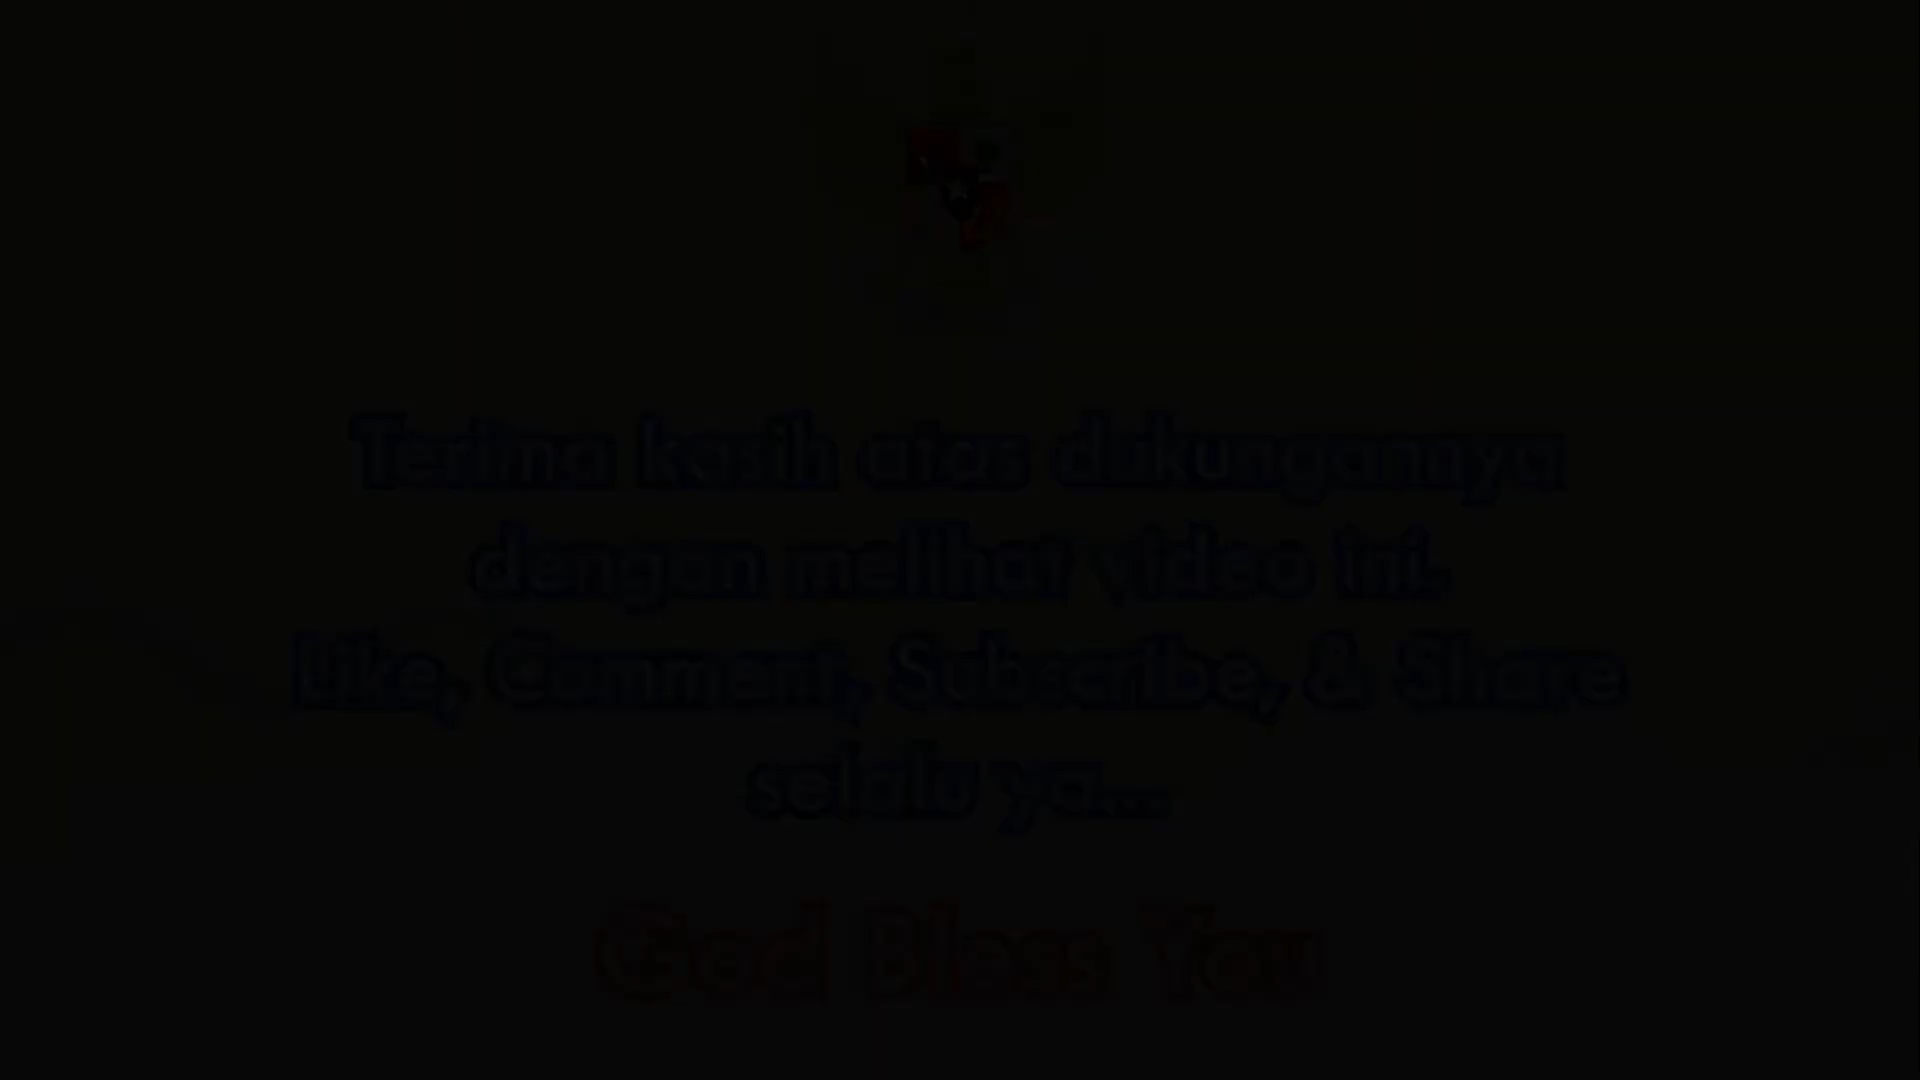 Terima kasih atas dukungannya
dengan melihat video ini.
Like, Comment, Subscribe, & Share
selalu ya...
God Bless You